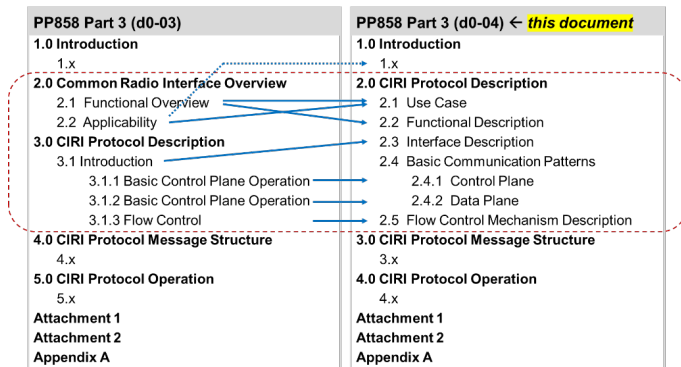 PP858 Part 3 (d0-03)
1.0 Introduction
1.x
2.0 Common Radio Interface Overview
2.1 Functional Overview
2.2 Applicability
3.0 CIRI Protocol Description
3.1 Introduction
3.1.1 Basic Control Plane Operation
3.1.2 Basic Control Plane Operation
3.1.3 Flow Control
4.0 CIRI Protocol Message Structure
4.x
5.0 CIRI Protocol Operation
5.x
Attachment 1
Attachment 2
Appendix A
PP858 Part 3 (d0-04) ← this document
1.0 Introduction
1.x
2.0 CIRI Protocol Description
2.1 Use Case
2.2 Functional Description
2.3 Interface Description
2.4 Basic Communication Patterns
2.4.1 Control Plane
2.4.2 Data Plane
2.5 Flow Control Mechanism Description
3.0 CIRI Protocol Message Structure
3.x
4.0 CIRI Protocol Operation
4.x
Attachment 1
Attachment 2
Appendix A